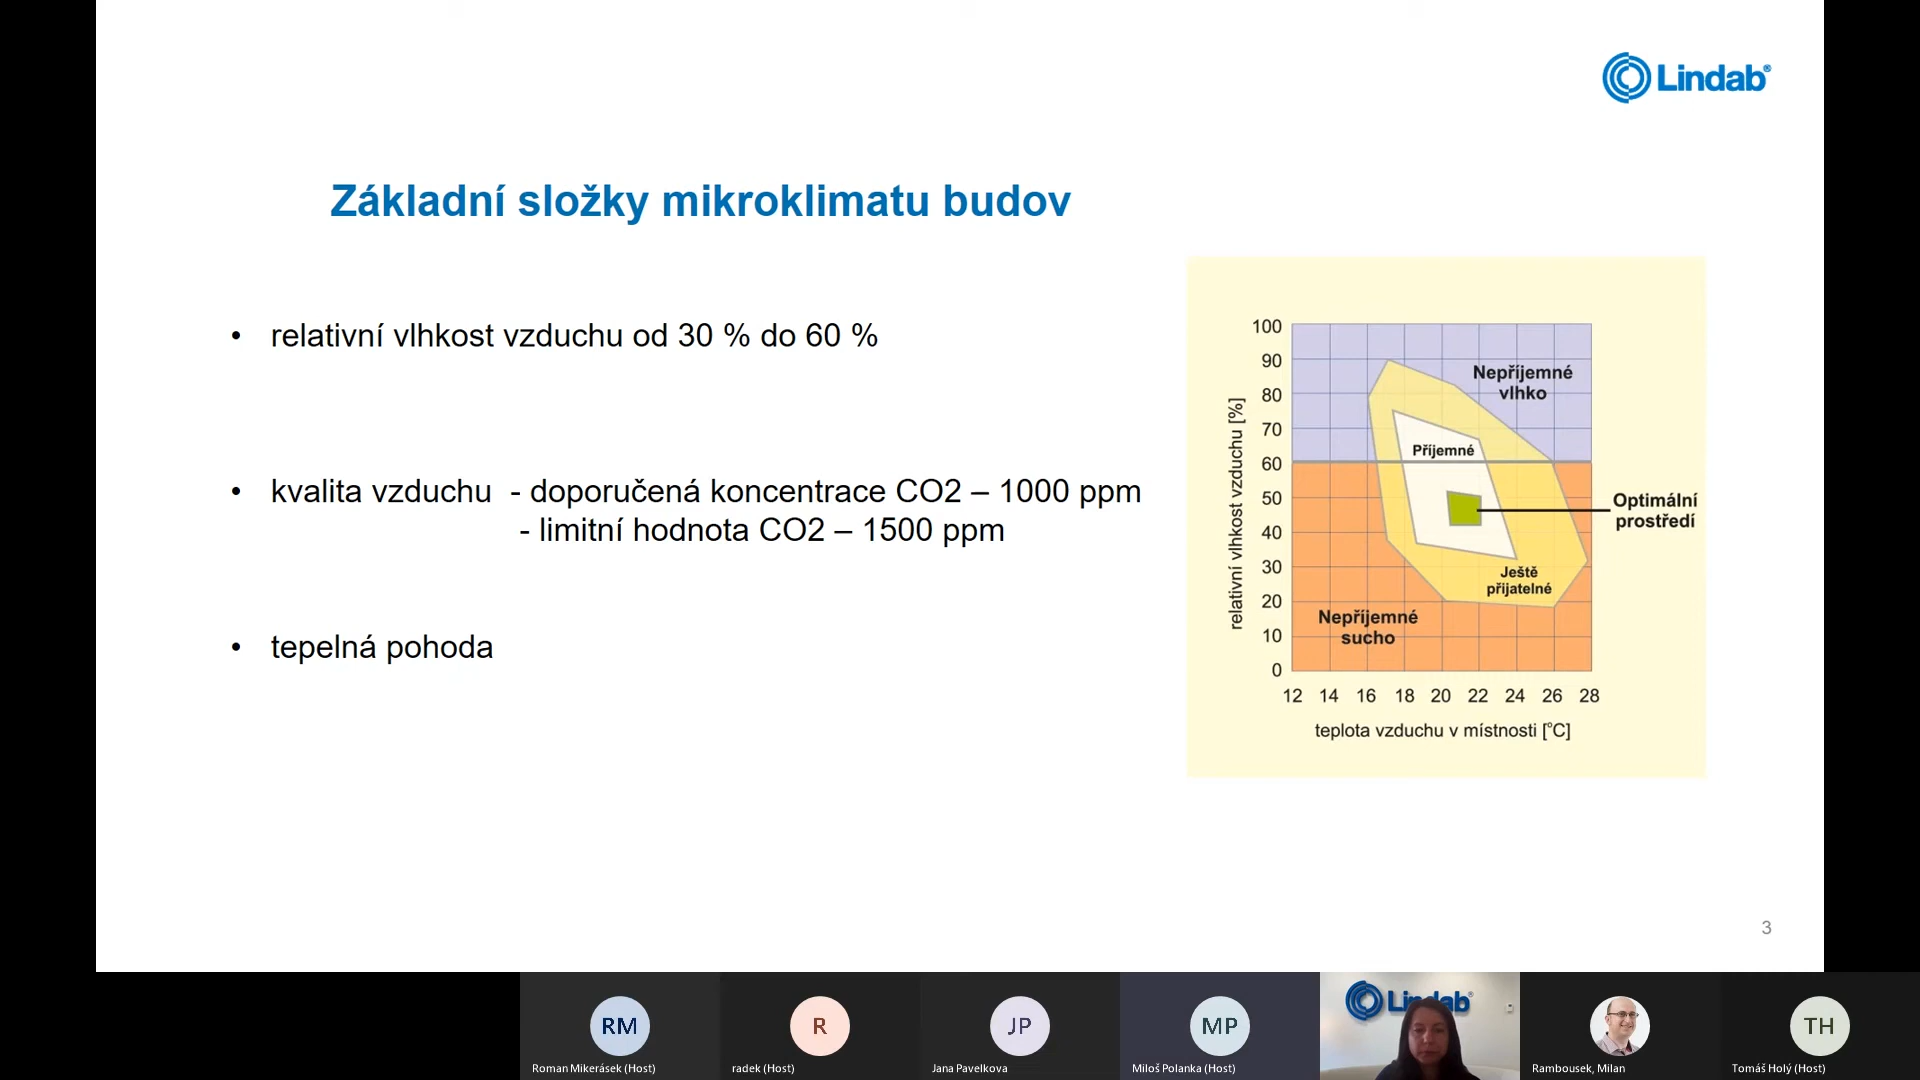 Lindab®
Základní složky mikroklimatu budov
• relativní vlhkost vzduchu od 30 % do 60 %
• kvalita vzduchu - doporučená koncentrace CO2 – 1000 ppm
- limitní hodnota CO2 – 1500 ppm
• tepelná pohoda
relativní vlhkost vzduchu [%]
100
90
80
70
60
50
40
30
20
10
0
Nepříjemné
vlhko
Příjemné
Optimální
prostředí
Ještě
přijatelné
Nepříjemné
sucho
12 14 16 18 20 22 24 26 28
teplota vzduchu v místnosti [°C]
3
RM
Roman Mikerásek (Host)
R
radek (Host)
JP
Jana Pavelkova
MP
Miloš Polanka (Host)
Lindab
Rambousek, Milan
TH
Tomáš Holý (Host)